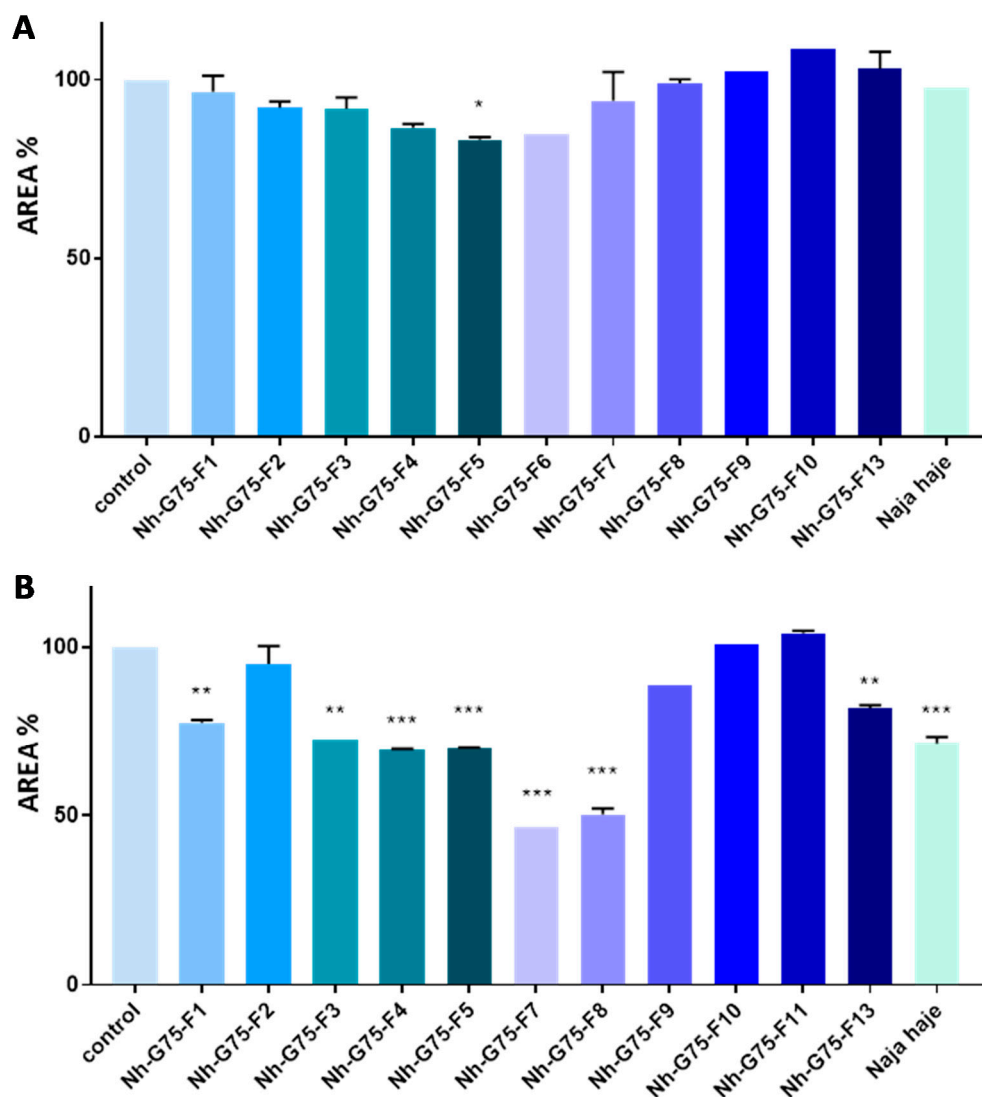 A
AREA %
100
50
0
*
control
Nh-G75-F1
Nh-G75-F2
Nh-G75-F3
Nh-G75-F4
Nh-G75-F5
Nh-G75-F6
Nh-G75-F7
Nh-G75-F8
Nh-G75-F9
Nh-G75-F10
Nh-G75-F13
Naja haje
B
AREA %
100
50
0
**
**
***
***
***
***
**
***
control
Nh-G75-F1
Nh-G75-F2
Nh-G75-F3
Nh-G75-F4
Nh-G75-F5
Nh-G75-F7
Nh-G75-F8
Nh-G75-F9
Nh-G75-F10
Nh-G75-F11
Nh-G75-F13
Naja haje